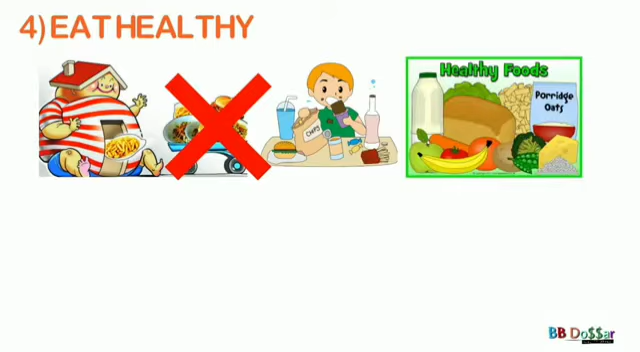 4) EAT HEALTHY
Healthy Foods
Porridge
Oats
CHIPS
BB Do$$ar